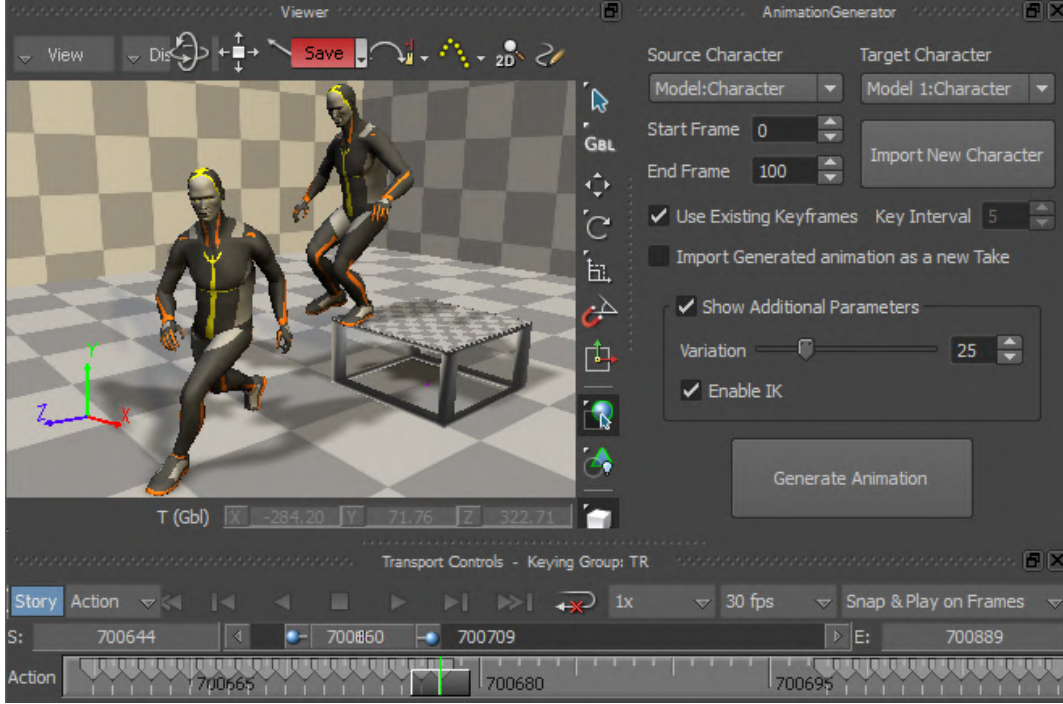 Viewer
AnimationGenerator
View
Dis
Save
2D
Source Character
Target Character
Model:Character
Model 1:Character
Start Frame 0
Import New Character
End Frame 100
GBL
Use Existing Keyframes Key Interval 5
Import Generated animation as a new Take
Show Additional Parameters
Variation 25
Enable IK
Generate Animation
Y
Z
X
T (Gbl) X -284.20 Y 71.76 Z 322.71
Transport Controls - Keying Group: TR
Story Action 1x 30 fps Snap & Play on Frames
S: 700644 700709 E: 700889
Action 700665 700680 700695